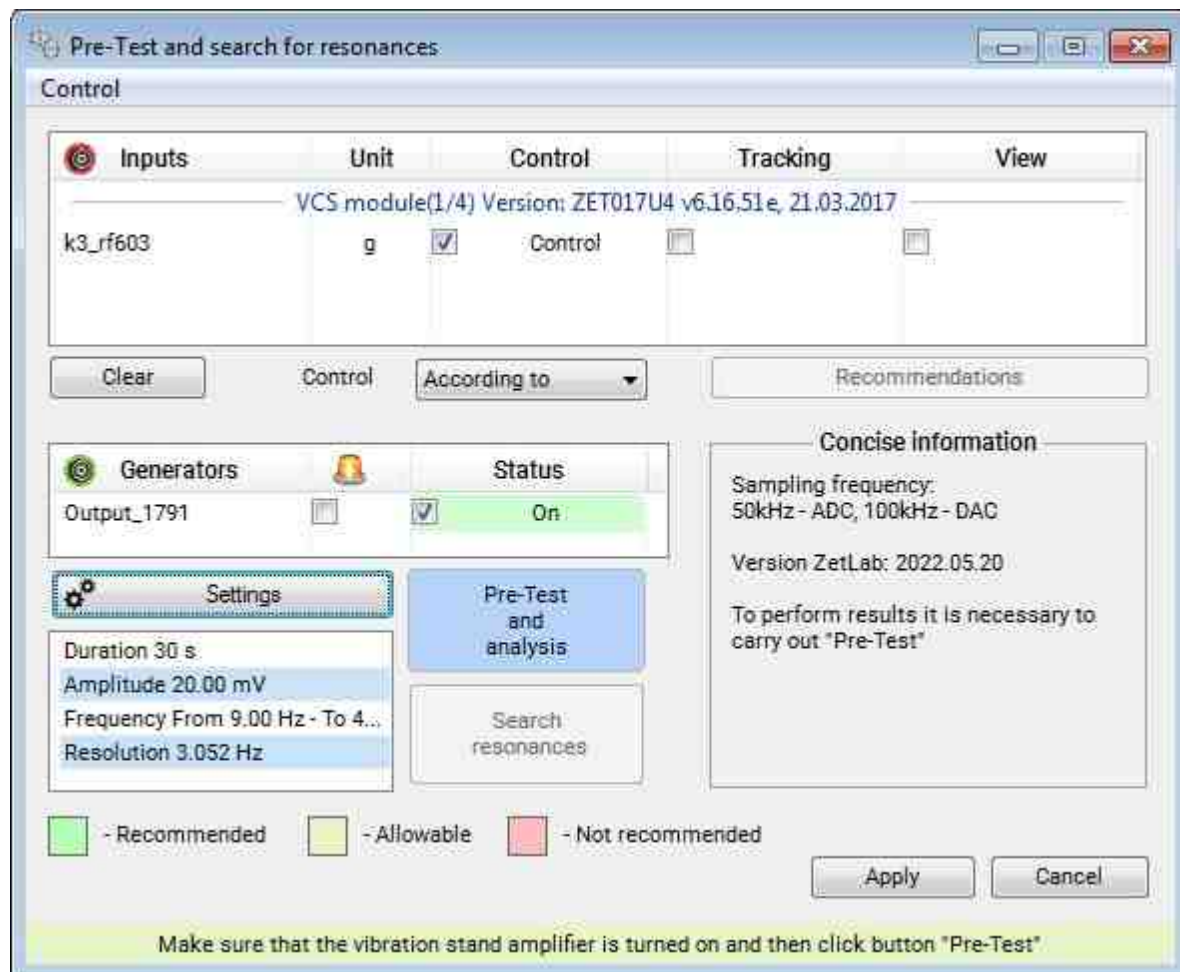 Pre-Test and search for resonances
Control
Inputs Unit Control Tracking View
VCS module(1/4) Version: ZET017U4 v6.16.51e, 21.03.2017
k3_rf603 g Control
Clear Control According to Recommendations
Generators Status
Output_1791 On
Settings
Duration 30 s
Amplitude 20.00 mV
Frequency From 9.00 Hz - To 4...
Resolution 3.052 Hz
Pre-Test
and
analysis
Search
resonances
Concise information
Sampling frequency:
50kHz - ADC, 100kHz - DAC
Version ZetLab: 2022.05.20
To perform results it is necessary to
carry out "Pre-Test"
- Recommended - Allowable - Not recommended
Apply Cancel
Make sure that the vibration stand amplifier is turned on and then click button "Pre-Test"